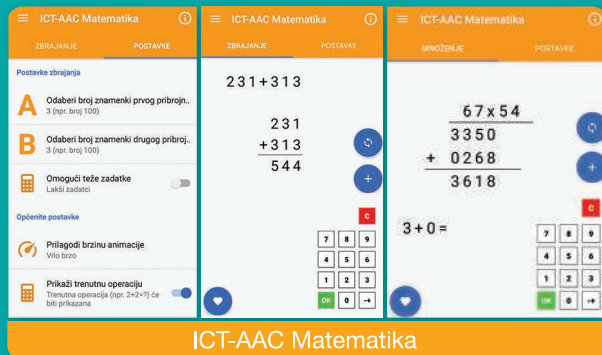 ICT-AAC Matematika
ZBRAJANJE POSTAVKE
Postavke zbrajanja
A
Odaberi broj znamenki prvog pribrojn..
3 (npr. broj 100)
B
Odaberi broj znamenki drugog pribroj..
3 (npr. broj 100)
Omogući teže zadatke
Lakši zadatci
Općenite postavke
Prilagodi brzinu animacije
Vrlo brzo
Prikaži trenutnu operaciju
Trenutna operacija (npr. 2+2=?) će
biti prikazana
ICT-AAC Matematika
ZBRAJANJE POSTAVKE
231+313
231
+313
544
+
C
7 8 9
4 5 6
1 2 3
OK 0 -+
ICT-AAC Matematika
MNOŽENJE POSTAVKE
67x54
3350
+ 0268
3618
3+0=
+
C
7 8 9
4 5 6
1 2 3
OK 0 -+
ICT-AAC Matematika